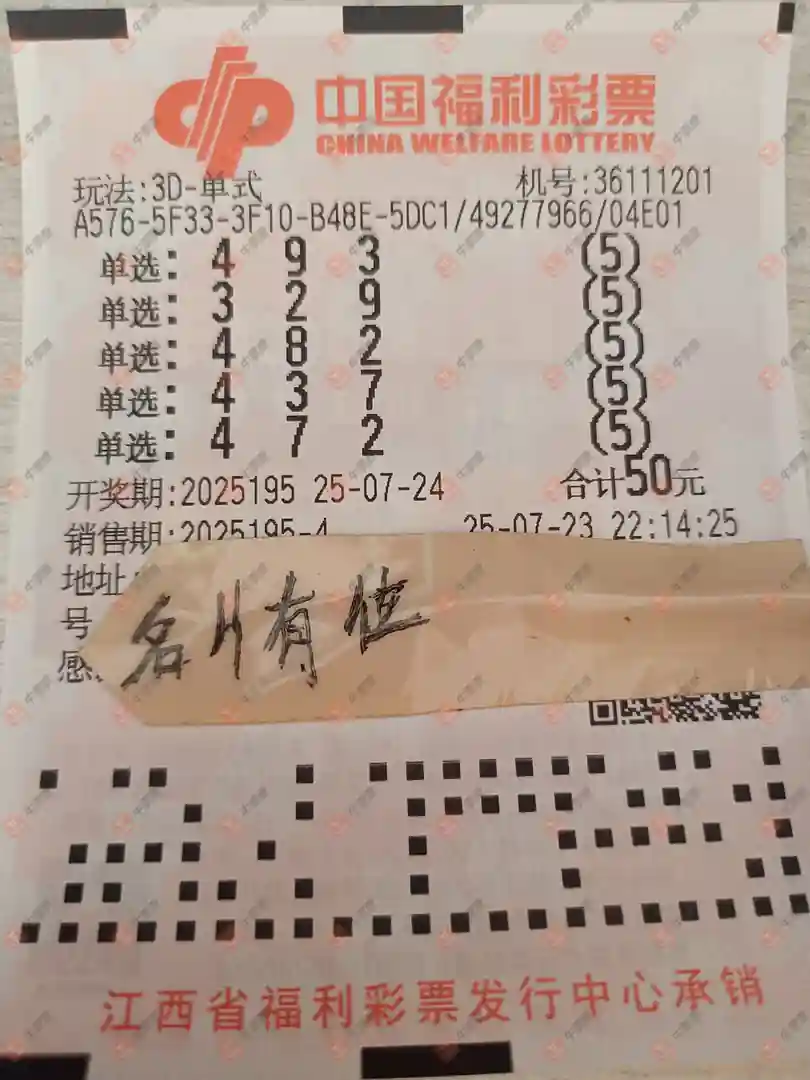 中国福利彩票
CHINA WELFARE LOTTERY
玩法:3D-单式 机号:36111201
A576-5F33-3F10-B48E-5DC1/49277966/04E01
单选: 4 9 3 (5)
单选: 3 2 9 (5)
单选: 4 8 2 (5)
单选: 4 3 7 (5)
单选: 4 7 2 (5)
开奖期:2025195 25-07-24 合计50元
销售期:2025195-4 25-07-23 22:14:25
地址:
号
有位
江西省福利彩票发行中心承销